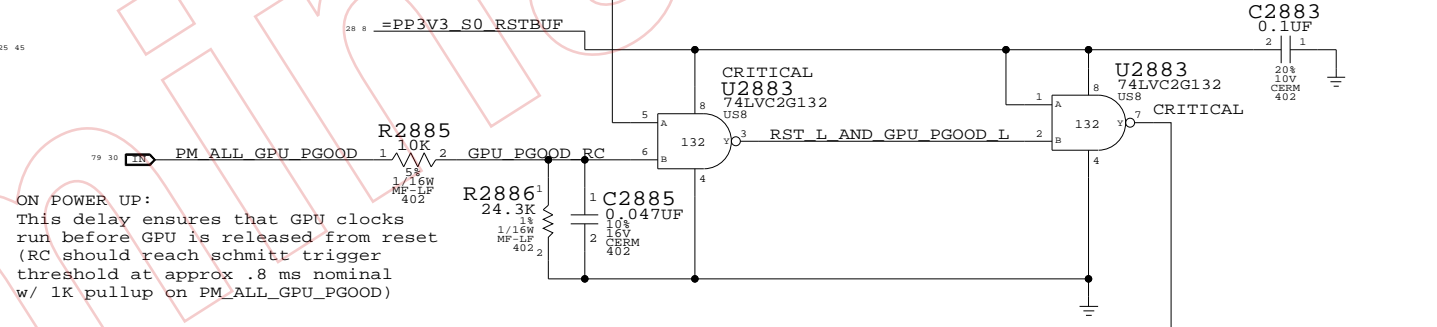 25 45
28 8 =PP3V3_S0_RSTBUF
C2883
0.1UF
2 1
20%
10V
CERM
402
CRITICAL
U2883
74LVC2G132
US8
8
5 A
132
Y 3
6 B
4
RST_L_AND_GPU_PGOOD_L
U2883
74LVC2G132
US8
8
CRITICAL
1 A
132
Y 7
2 B
4
79 30 IN PM_ALL_GPU_PGOOD
R2885
10K
1 2
5%
1/16W
MF-LF
402
GPU_PGOOD_RC
R2886
24.3K
1
1%
1/16W
MF-LF
402
2
1 C2885
0.047UF
10%
16V
2 CERM
402
ON POWER UP:
This delay ensures that GPU clocks
run before GPU is released from reset
(RC should reach schmitt trigger
threshold at approx .8 ms nominal
w/ 1K pullup on PM_ALL_GPU_PGOOD)